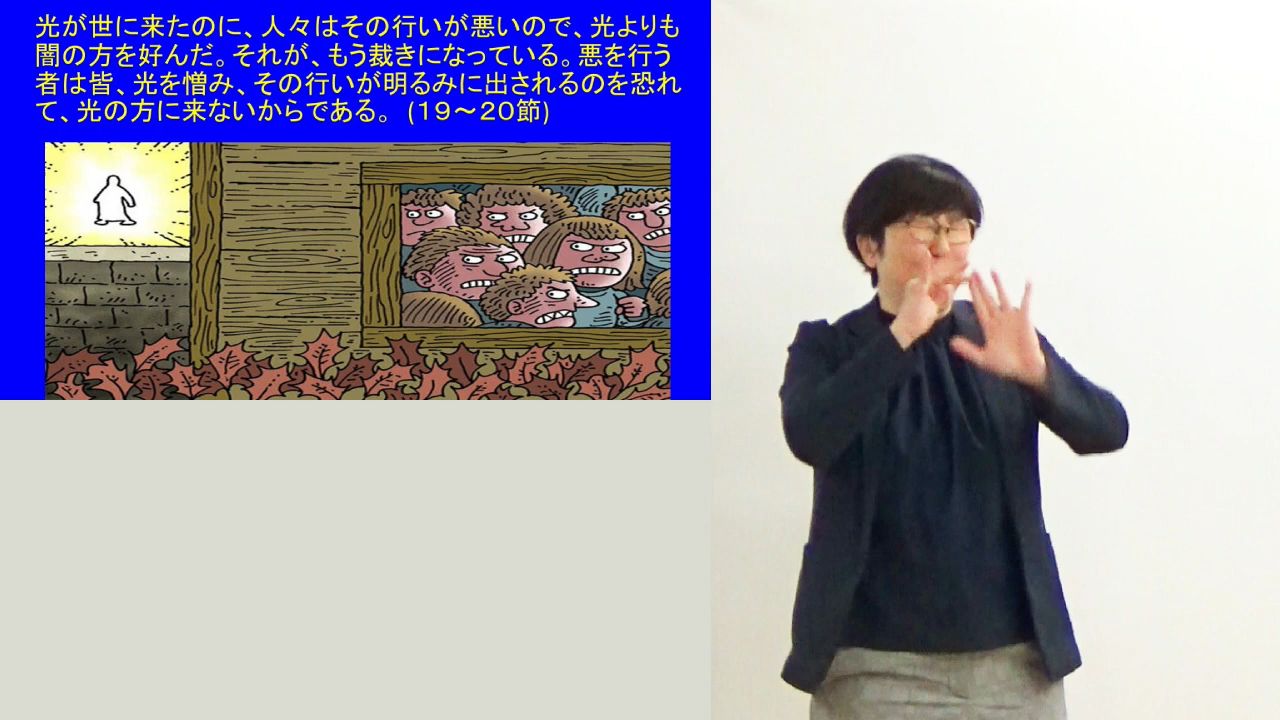 光が世に来たのに、人々はその行いが悪いので、光よりも
闇の方を好んだ。それが、もう裁きになっている。悪を行う
者は皆、光を憎み、その行いが明るみに出されるのを恐れ
て、光の方に来ないからである。 (19～20節)